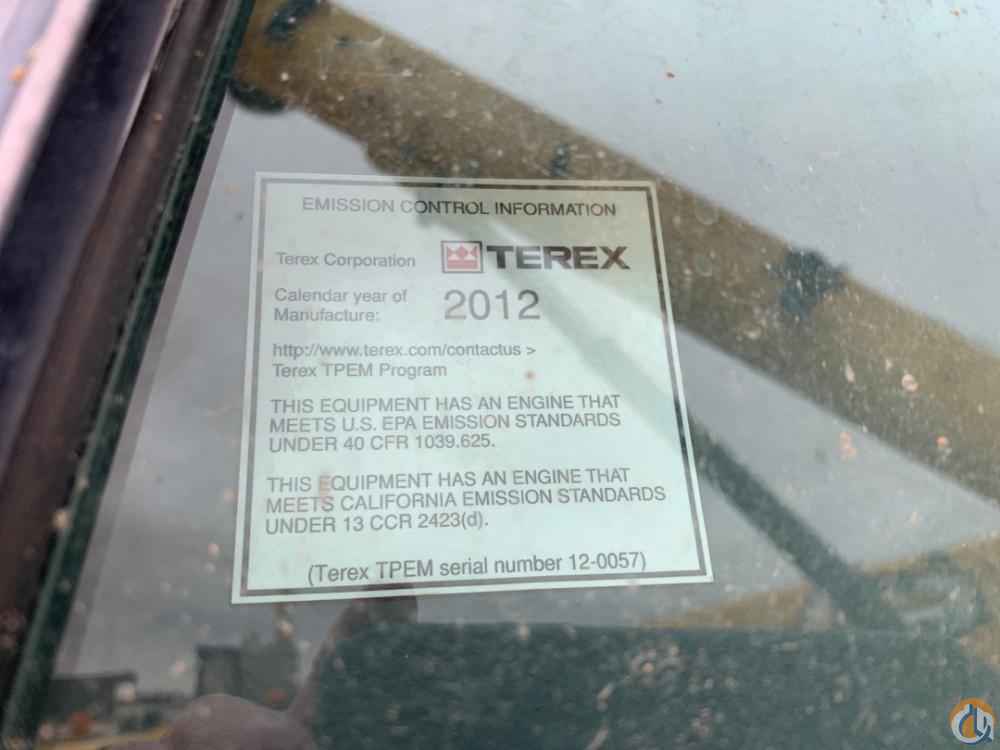 EMISSION CONTROL INFORMATION
Terex Corporation TEREX
Calendar year of
Manufacture: 2012
http://www.terex.com/contactus >
Terex TPEM Program
THIS EQUIPMENT HAS AN ENGINE THAT
MEETS U.S. EPA EMISSION STANDARDS
UNDER 40 CFR 1039.625.
THIS EQUIPMENT HAS AN ENGINE THAT
MEETS CALIFORNIA EMISSION STANDARDS
UNDER 13 CCR 2423(d).
(Terex TPEM serial number 12-0057)